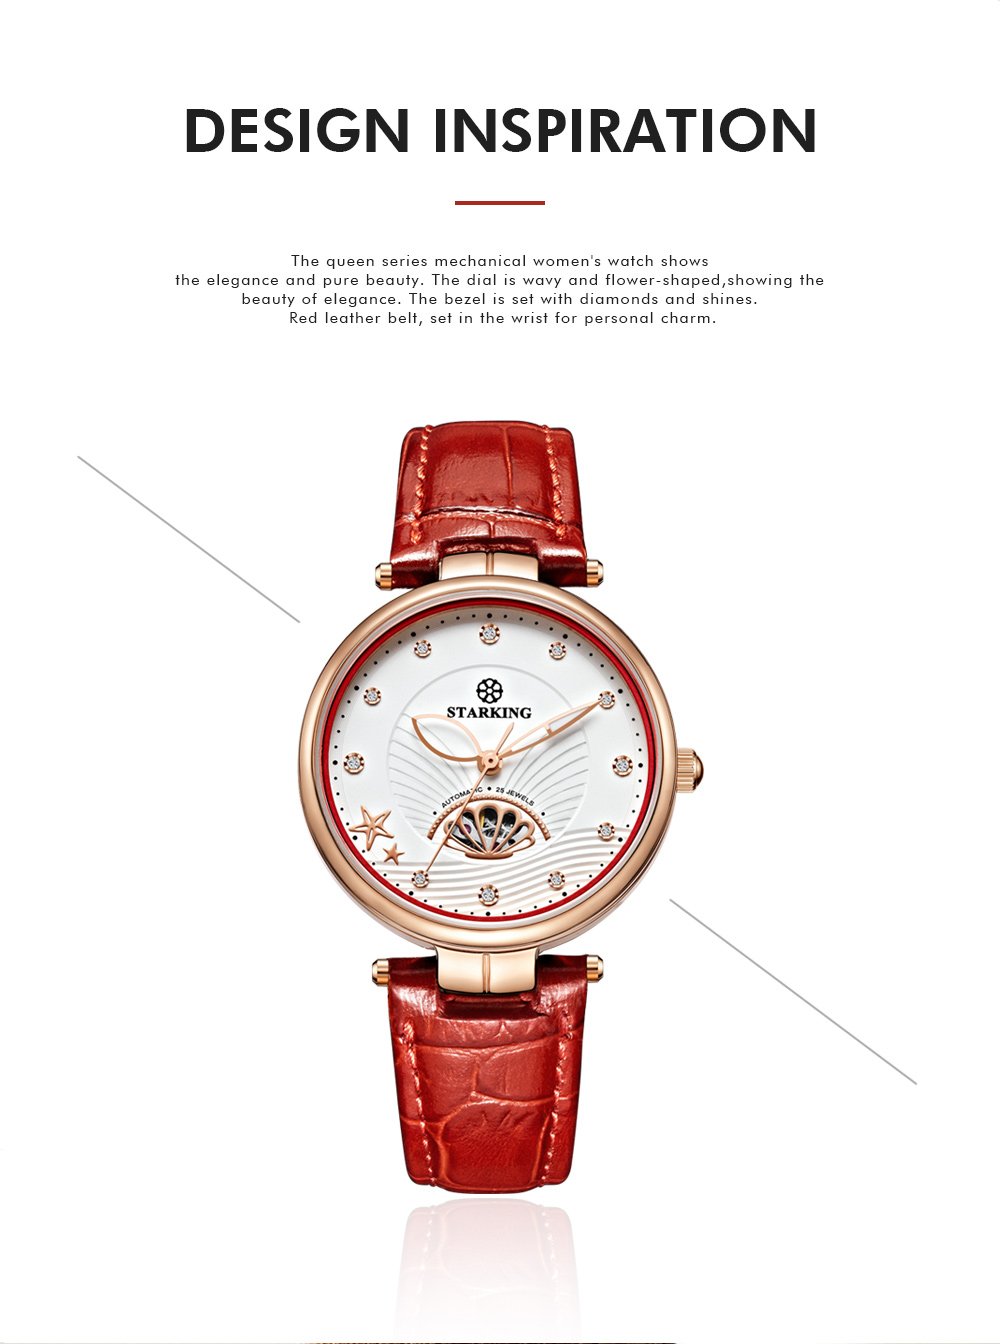 DESIGN INSPIRATION
The queen series mechanical women's watch shows
the elegance and pure beauty. The dial is wavy and flower-shaped,showing the
beauty of elegance. The bezel is set with diamonds and shines.
Red leather belt, set in the wrist for personal charm.
STARKING
AUTOMATIC • 25 JEWELS